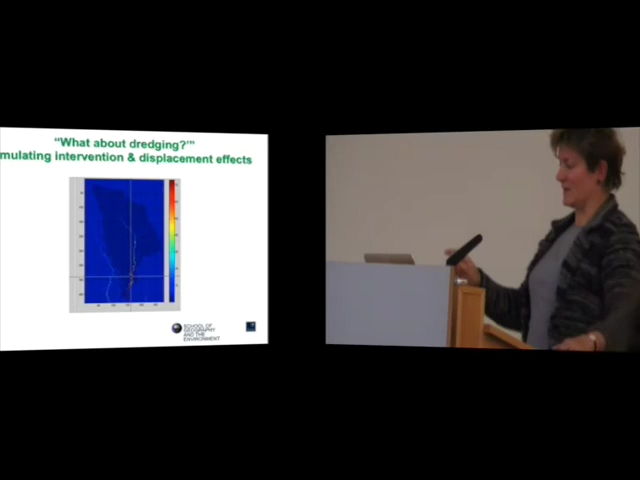 "What about dredging?'"
mulating intervention & displacement effects
SCHOOL OF
GEOGRAPHY
AND THE
ENVIRONMENT